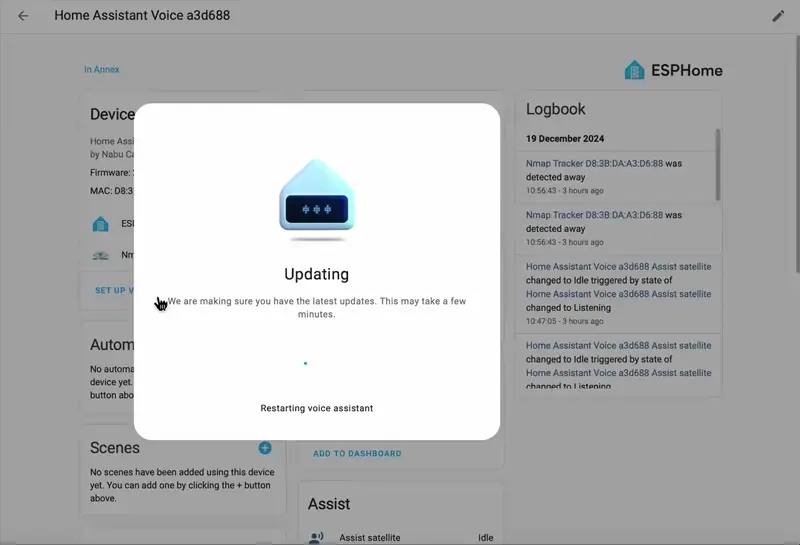 Home Assistant Voice a3d688
In Annex
ESPHome
Device
Home Assi
by Nabu Ca
Firmware:
MAC: D8:3
ESI
Nm
SET UP V
Automa
No automa
device yet.
button abo
Scenes
No scenes have been added using this device
yet. You can add one by clicking the + button
above.
Updating
We are making sure you have the latest updates. This may take a few
minutes.
Restarting voice assistant
ADD TO DASHBOARD
Assist
Assist satellite
Idle
Logbook
19 December 2024
Nmap Tracker D8:3B:DA:A3:D6:88 was
detected away
10:56:43 - 3 hours ago
Nmap Tracker D8:3B:DA:A3:D6:88 was
detected away
10:56:43 - 3 hours ago
Home Assistant Voice a3d688 Assist satellite
changed to Idle triggered by state of
Home Assistant Voice a3d688 Assist satellite
changed to Listening
10:47:05 - 3 hours ago
Home Assistant Voice a3d688 Assist satellite
changed to Idle triggered by state of
Home Assistant Voice a3d688 Assist satellite
changed to Listening